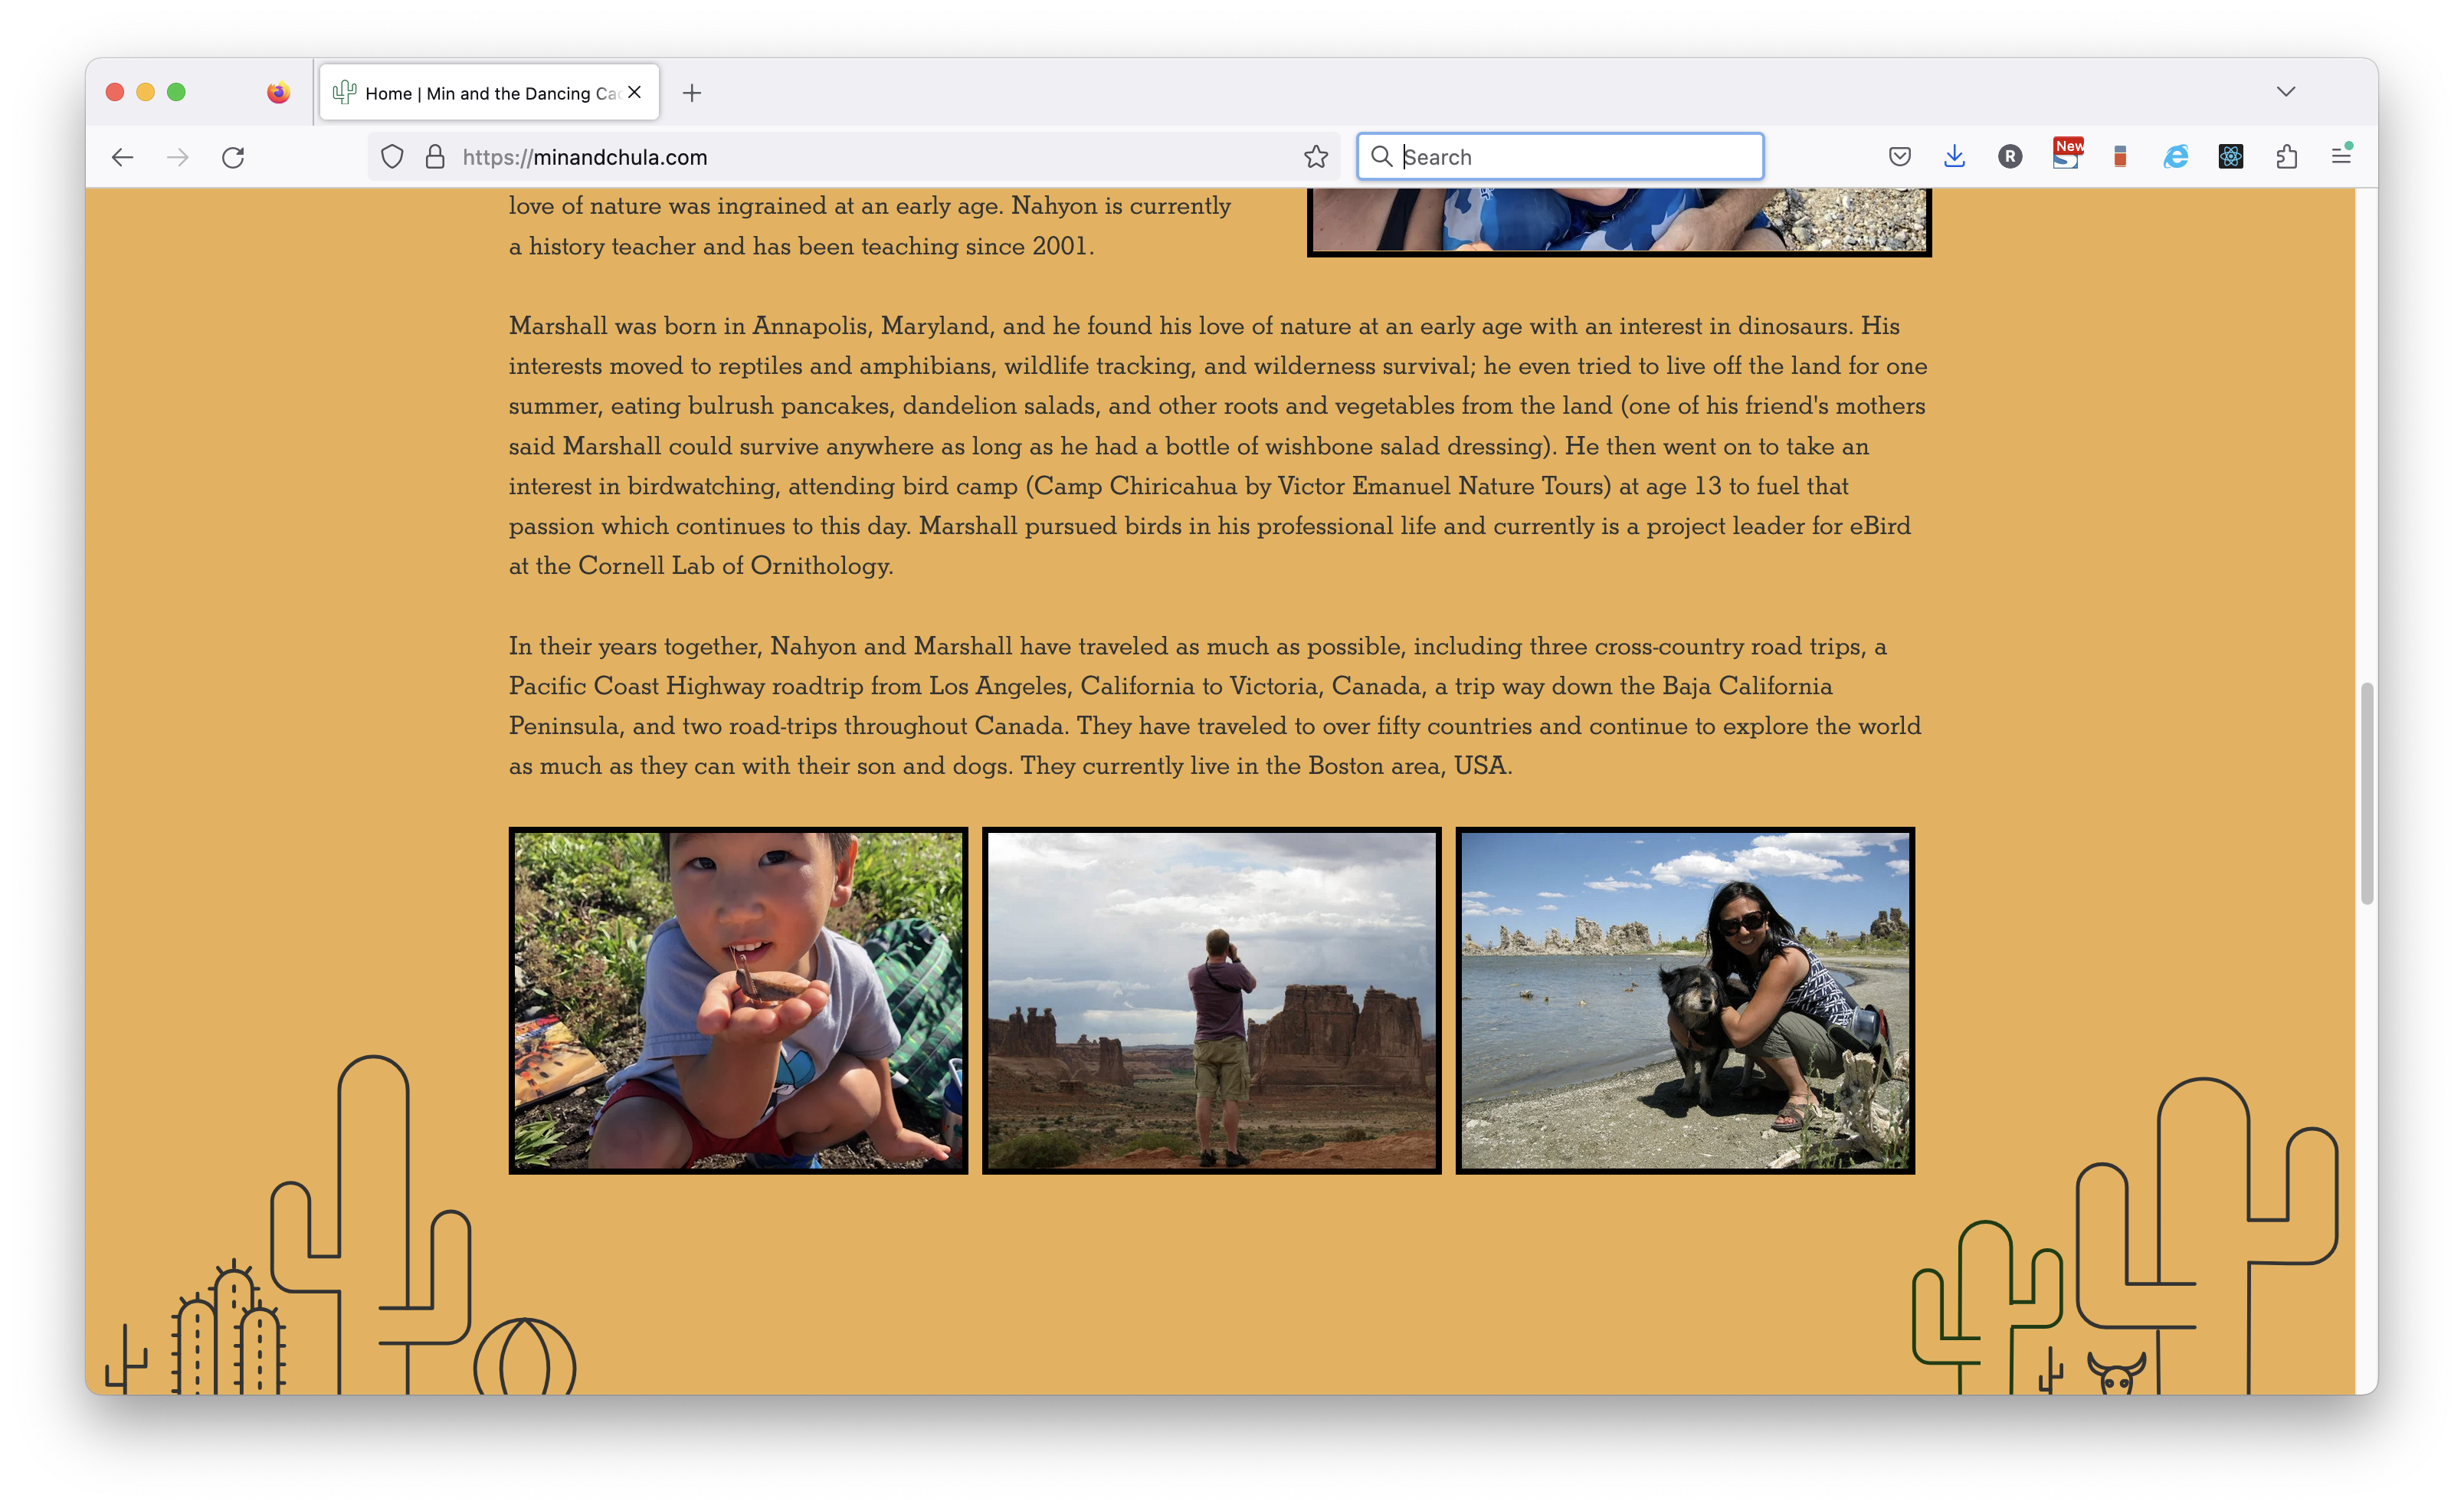 Home | Min and the Dancing Cac
https://minandchula.com
Search
R
New
love of nature was ingrained at an early age. Nahyon is currently
a history teacher and has been teaching since 2001.
Marshall was born in Annapolis, Maryland, and he found his love of nature at an early age with an interest in dinosaurs. His
interests moved to reptiles and amphibians, wildlife tracking, and wilderness survival; he even tried to live off the land for one
summer, eating bulrush pancakes, dandelion salads, and other roots and vegetables from the land (one of his friend's mothers
said Marshall could survive anywhere as long as he had a bottle of wishbone salad dressing). He then went on to take an
interest in birdwatching, attending bird camp (Camp Chiricahua by Victor Emanuel Nature Tours) at age 13 to fuel that
passion which continues to this day. Marshall pursued birds in his professional life and currently is a project leader for eBird
at the Cornell Lab of Ornithology.
In their years together, Nahyon and Marshall have traveled as much as possible, including three cross-country road trips, a
Pacific Coast Highway roadtrip from Los Angeles, California to Victoria, Canada, a trip way down the Baja California
Peninsula, and two road-trips throughout Canada. They have traveled to over fifty countries and continue to explore the world
as much as they can with their son and dogs. They currently live in the Boston area, USA.